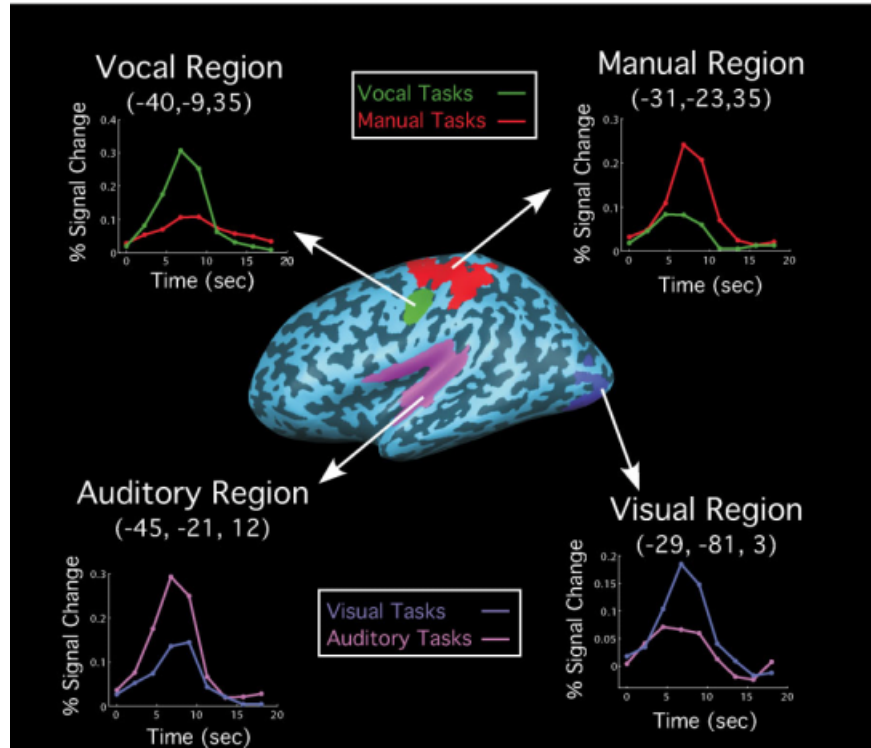 Vocal Region
(-40,-9,35)
Vocal Tasks
Manual Tasks
Manual Region
(-31,-23,35)
% Signal Change
0.4
0.3
0.2
0.1
0
0
5
10
15
20
Time (sec)
% Signal Change
0.3
0.2
0.1
0
0
5
10
15
20
Time (sec)
Auditory Region
(-45, -21, 12)
% Signal Change
0.3
0.2
0.1
0
0
5
10
15
20
Time (sec)
Visual Tasks
Auditory Tasks
Visual Region
(-29, -81, 3)
% Signal Change
0.2
0.15
0.1
0.05
0
0
5
10
15
20
Time (sec)